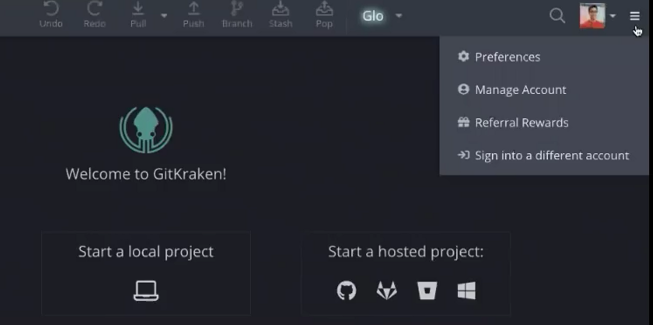 Undo Redo Pull Push Branch Stash Pop Glo
Preferences
Manage Account
Referral Rewards
Sign into a different account
Welcome to GitKraken!
Start a local project
Start a hosted project: